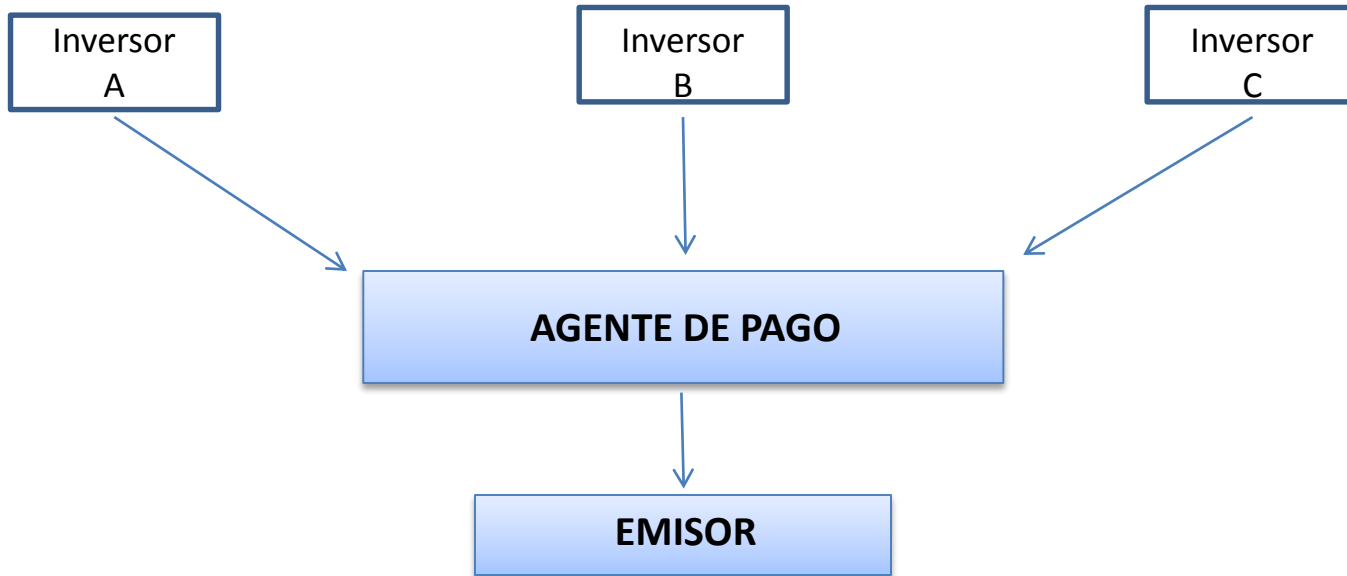 Inversor
A
Inversor
B
Inversor
C
AGENTE DE PAGO
EMISOR